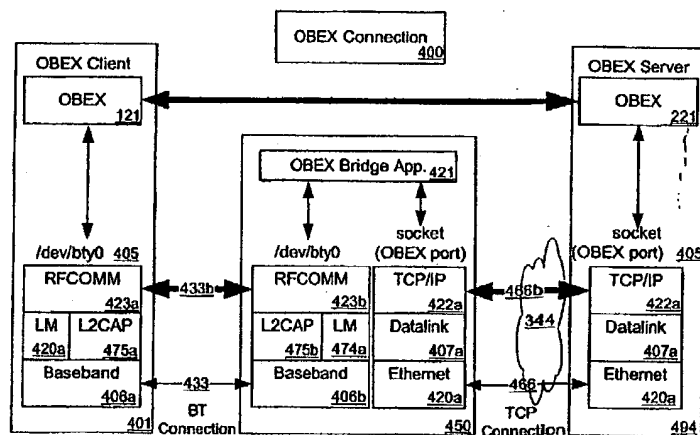 OBEX Connection
400
OBEX Client
OBEX
121
OBEX Server
OBEX
221
OBEX Bridge App.
421
/dev/bty0 405
/dev/bty0
socket
(OBEX port)
socket
(OBEX port) 405
RFCOMM
423a
LM
420a
L2CAP
475a
Baseband
406a
401
433b
433
BT
Connection
RFCOMM
423b
L2CAP
475b
LM
474a
Baseband
406b
TCP/IP
422a
Datalink
407a
Ethernet
420a
450
466b
344
466
TCP
Connection
TCP/IP
422a
Datalink
407a
Ethernet
420a
494